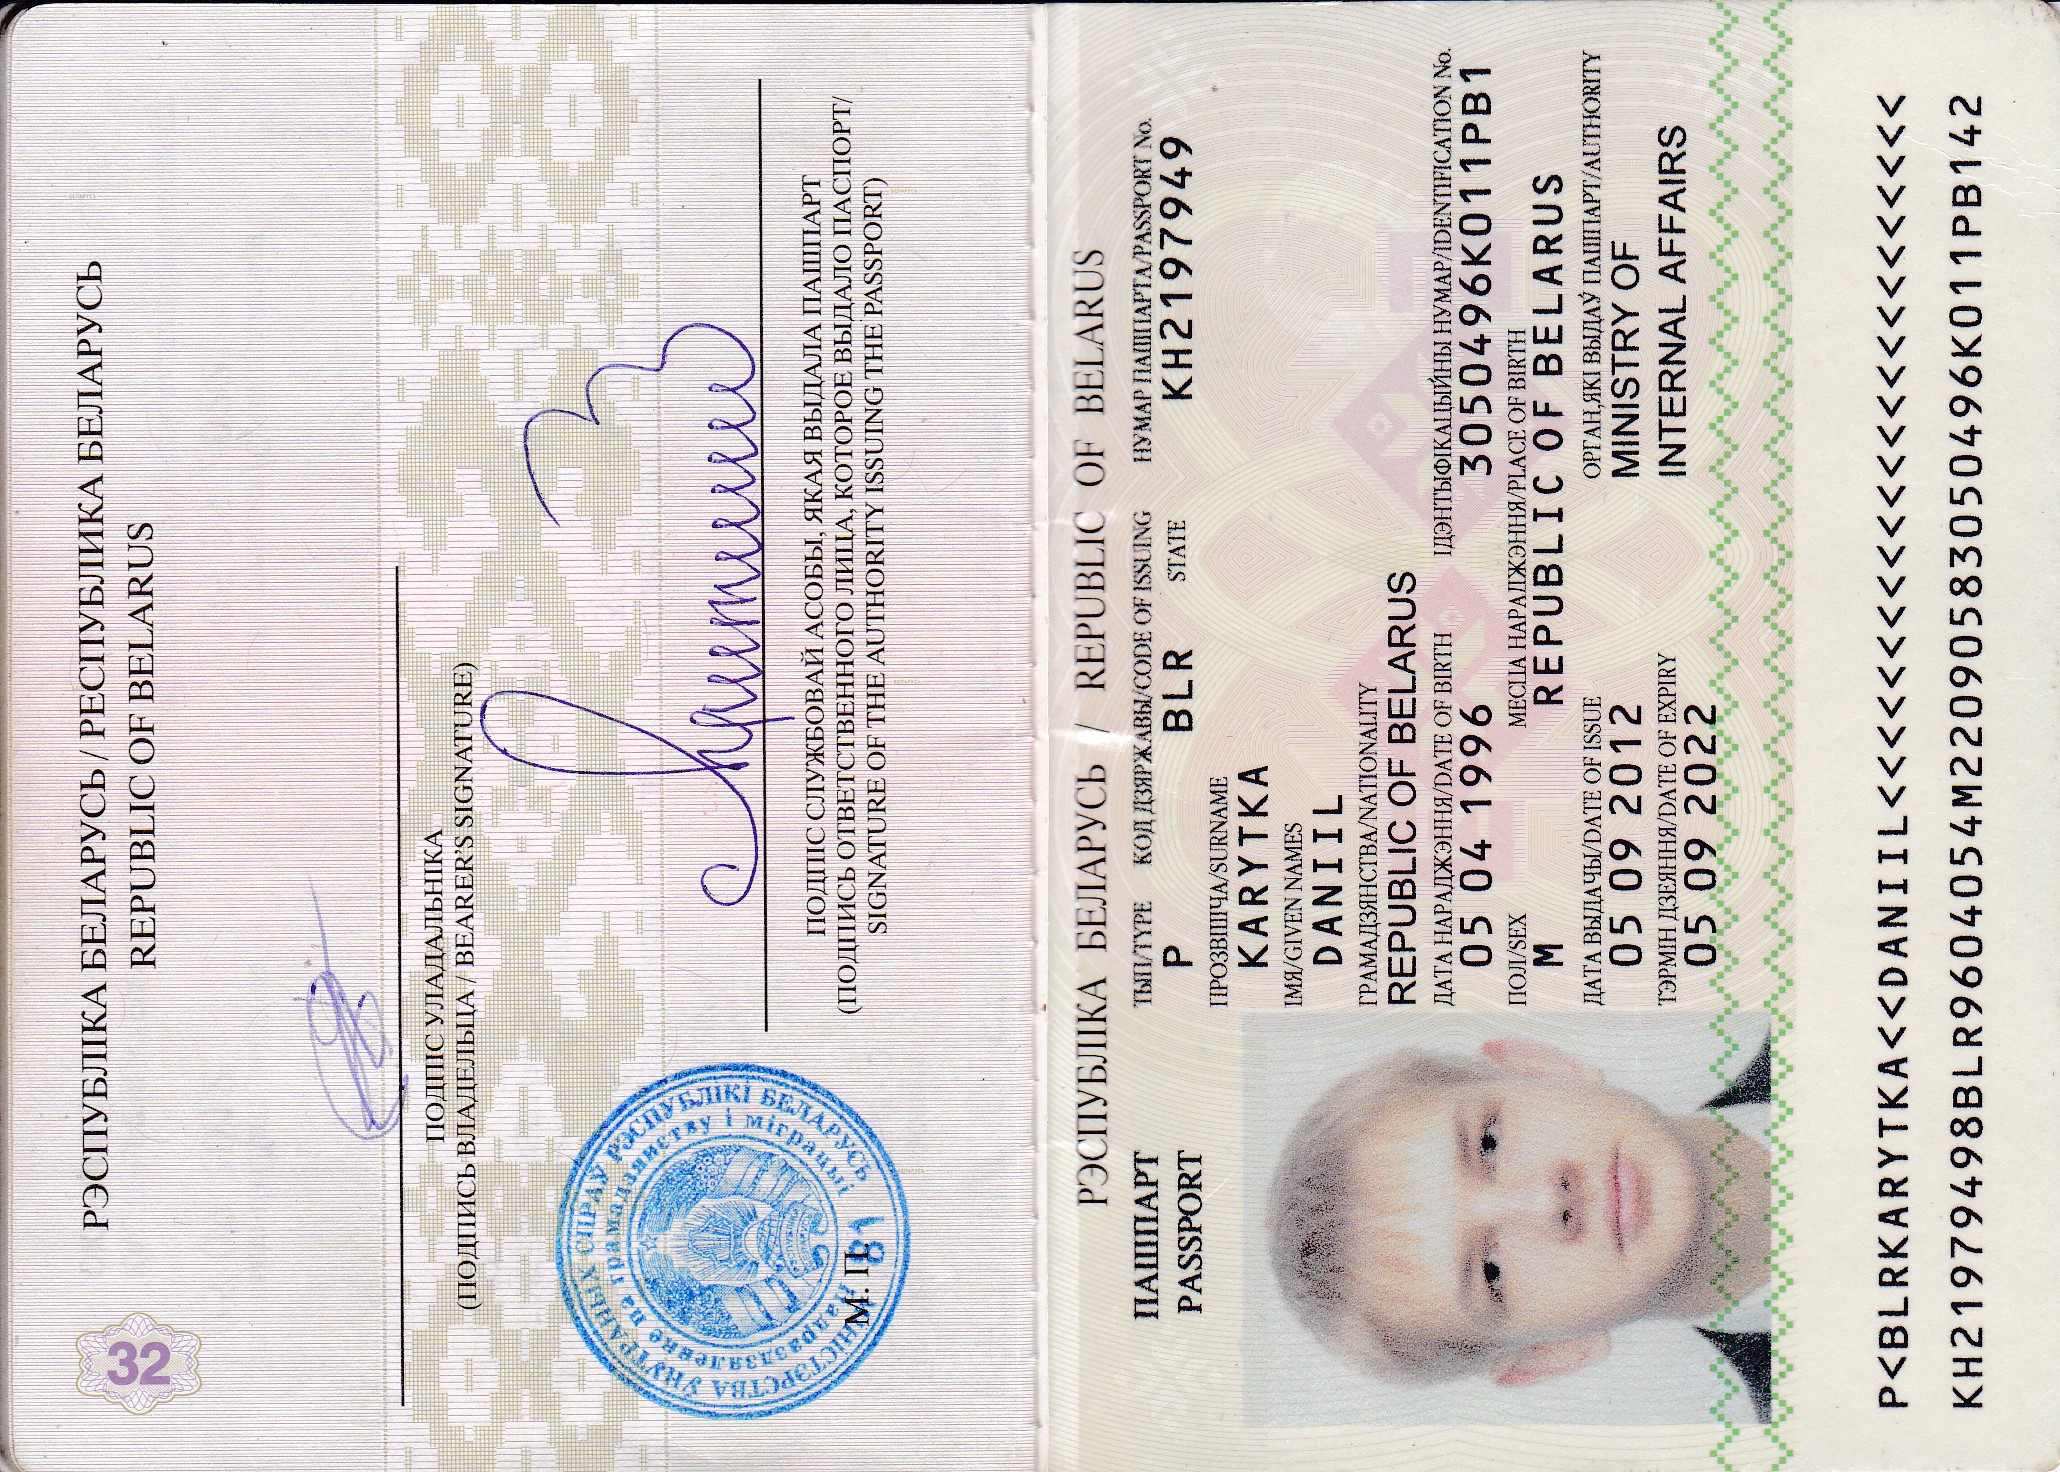 32
РЭСПУБЛІКА БЕЛАРУСЬ / РЕСПУБЛИКА БЕЛАРУСЬ
REPUBLIC OF BELARUS
ПОДПІС УЛАДАЛЬНІКА
(ПОДПИСЬ ВЛАДЕЛЬЦА / BEARER'S SIGNATURE)
ПОДПІС СЛУЖБОВАЙ АСОБЫ, ЯКАЯ ВЫДАЛА ПАШПАРТ
(ПОДПИСЬ ОТВЕТСТВЕННОГО ЛИЦА, КОТОРОЕ ВЫДАЛО ПАСПОРТ/
SIGNATURE OF THE AUTHORITY ISSUING THE PASSPORT)
М. П.
МІНІСТЭРСТВА УНУТРАНЫХ СПРАЎ РЭСПУБЛІКІ БЕЛАРУСЬ
Падраздзяленне па грамадзянству і міграцыі
18
РЭСПУБЛІКА БЕЛАРУСЬ / REPUBLIC OF BELARUS
ПАШПАРТ
PASSPORT
ТЫП/TYPE КОД ДЗЯРЖАВЫ/CODE OF ISSUING STATE НУМАР ПАШПАРТА/PASSPORT No.
P BLR KH2197949
ПРОЗВІШЧА/SURNAME
KARYTKA
ІМЯ/GIVEN NAMES
DANIIL
ГРАМАДЗЯНСТВА/NATIONALITY
REPUBLIC OF BELARUS
ДАТА НАРАДЖЭННЯ/DATE OF BIRTH ІДЭНТЫФІКАЦЫЙНЫ НУМАР/IDENTIFICATION No.
05 04 1996 3050496K011PB1
ПОЛ/SEX МЕСЦА НАРАДЖЭННЯ/PLACE OF BIRTH
M REPUBLIC OF BELARUS
ДАТА ВЫДАЧЫ/DATE OF ISSUE ОРГАН, ЯКІ ВЫДАЎ ПАШПАРТ/AUTHORITY
05 09 2012 MINISTRY OF
ТЭРМІН ДЗЕЯННЯ/DATE OF EXPIRY INTERNAL AFFAIRS
05 09 2022
P<BLRKARYTKA<<DANIIL<<<<<<<<<<<<<<<<<<<<<<<<
KH21979498BLR9604054M22090583050496K011PB142